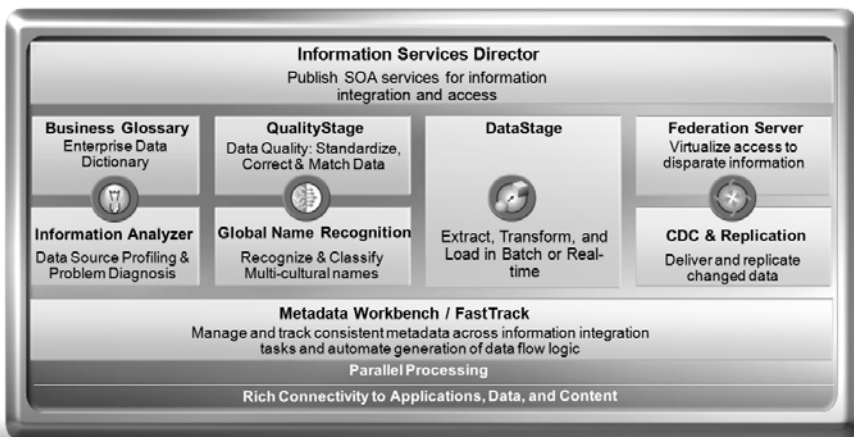 Information Services Director
Publish SOA services for information
integration and access
Business Glossary
Enterprise Data
Dictionary
Information Analyzer
Data Source Profiling &
Problem Diagnosis
QualityStage
Data Quality: Standardize,
Correct & Match Data
Global Name Recognition
Recognize & Classify
Multi-cultural names
DataStage
Extract, Transform, and
Load in Batch or Real-
time
Federation Server
Virtualize access to
disparate information
CDC & Replication
Deliver and replicate
changed data
Metadata Workbench / FastTrack
Manage and track consistent metadata across information integration
tasks and automate generation of data flow logic
Parallel Processing
Rich Connectivity to Applications, Data, and Content